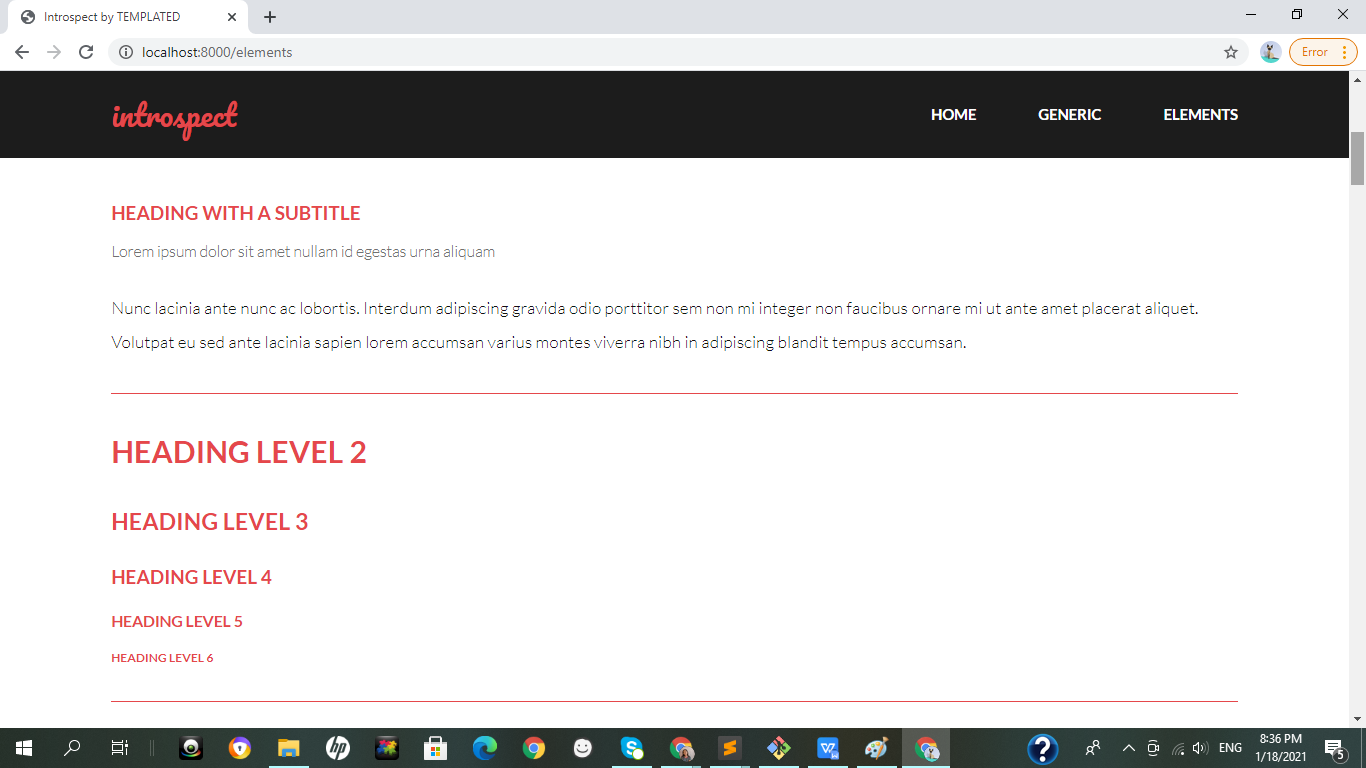 Introspect by TEMPLATED
localhost:8000/elements
Error
introspect
HOME GENERIC ELEMENTS
HEADING WITH A SUBTITLE
Lorem ipsum dolor sit amet nullam id egestas urna aliquam
Nunc lacinia ante nunc ac lobortis. Interdum adipiscing gravida odio porttitor sem non mi integer non faucibus ornare mi ut ante amet placerat aliquet.
Volutpat eu sed ante lacinia sapien lorem accumsan varius montes viverra nibh in adipiscing blandit tempus accumsan.
HEADING LEVEL 2
HEADING LEVEL 3
HEADING LEVEL 4
HEADING LEVEL 5
HEADING LEVEL 6
hp
S
W
?
ENG
8:36 PM
1/18/2021
5